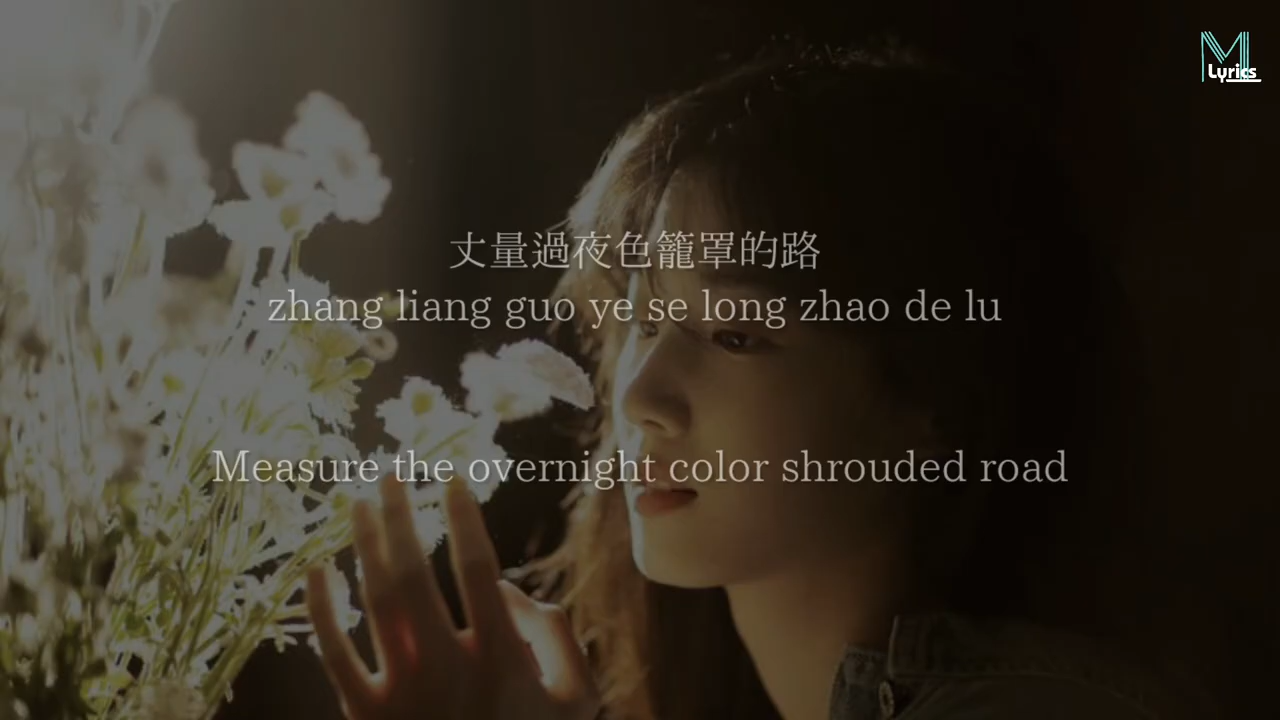 M
Lyrics
丈量過夜色籠罩的路
zhang liang guo ye se long zhao de lu
Measure the overnight color shrouded road